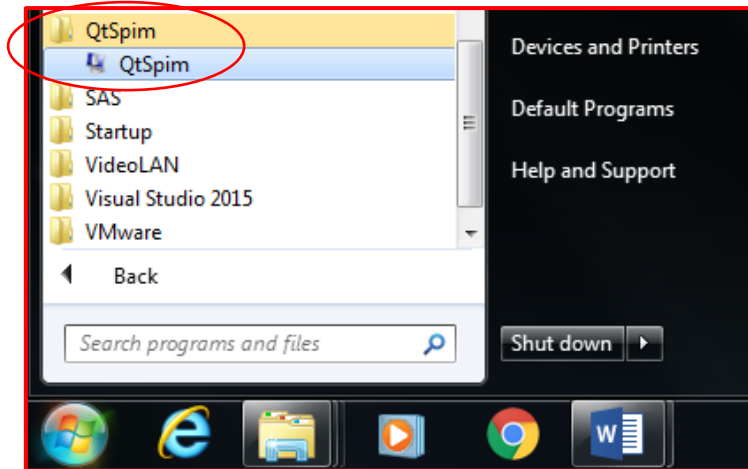 QtSpim
QtSpim
SAS
Startup
VideoLAN
Visual Studio 2015
VMware
Back
Search programs and files
Devices and Printers
Default Programs
Help and Support
Shut down
W